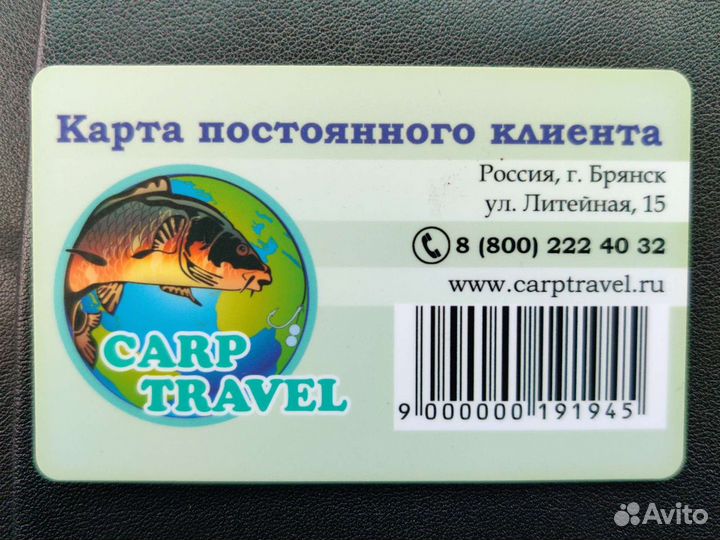 Карта постоянного клиента
Россия, г. Брянск
ул. Литейная, 15
8 (800) 222 40 32
www.carptravel.ru
CARP
TRAVEL
9 000000 191945
Avito